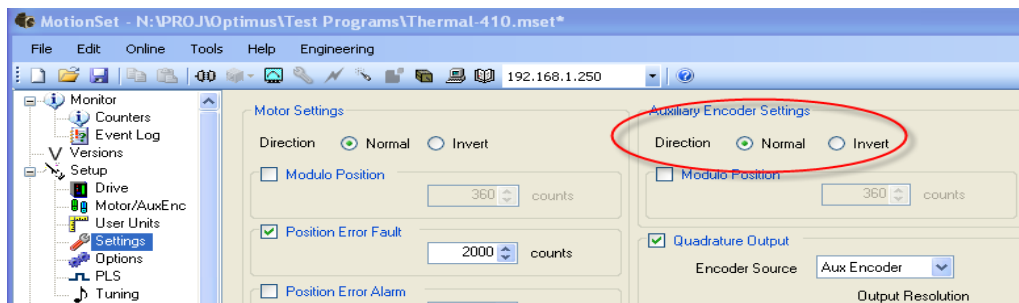 MotionSet - N:\PROJ\Optimus\Test Programs\Thermal-410.mset*
File Edit Online Tools Help Engineering
192.168.1.250
Monitor
Counters
Event Log
Versions
Setup
Drive
Motor/AuxEnc
User Units
Settings
Options
PLS
Tuning
Motor Settings
Direction Normal Invert
Modulo Position
360 counts
Position Error Fault
2000 counts
Position Error Alarm
Auxiliary Encoder Settings
Direction Normal Invert
Modulo Position
360 counts
Quadrature Output
Encoder Source Aux Encoder
Output Resolution